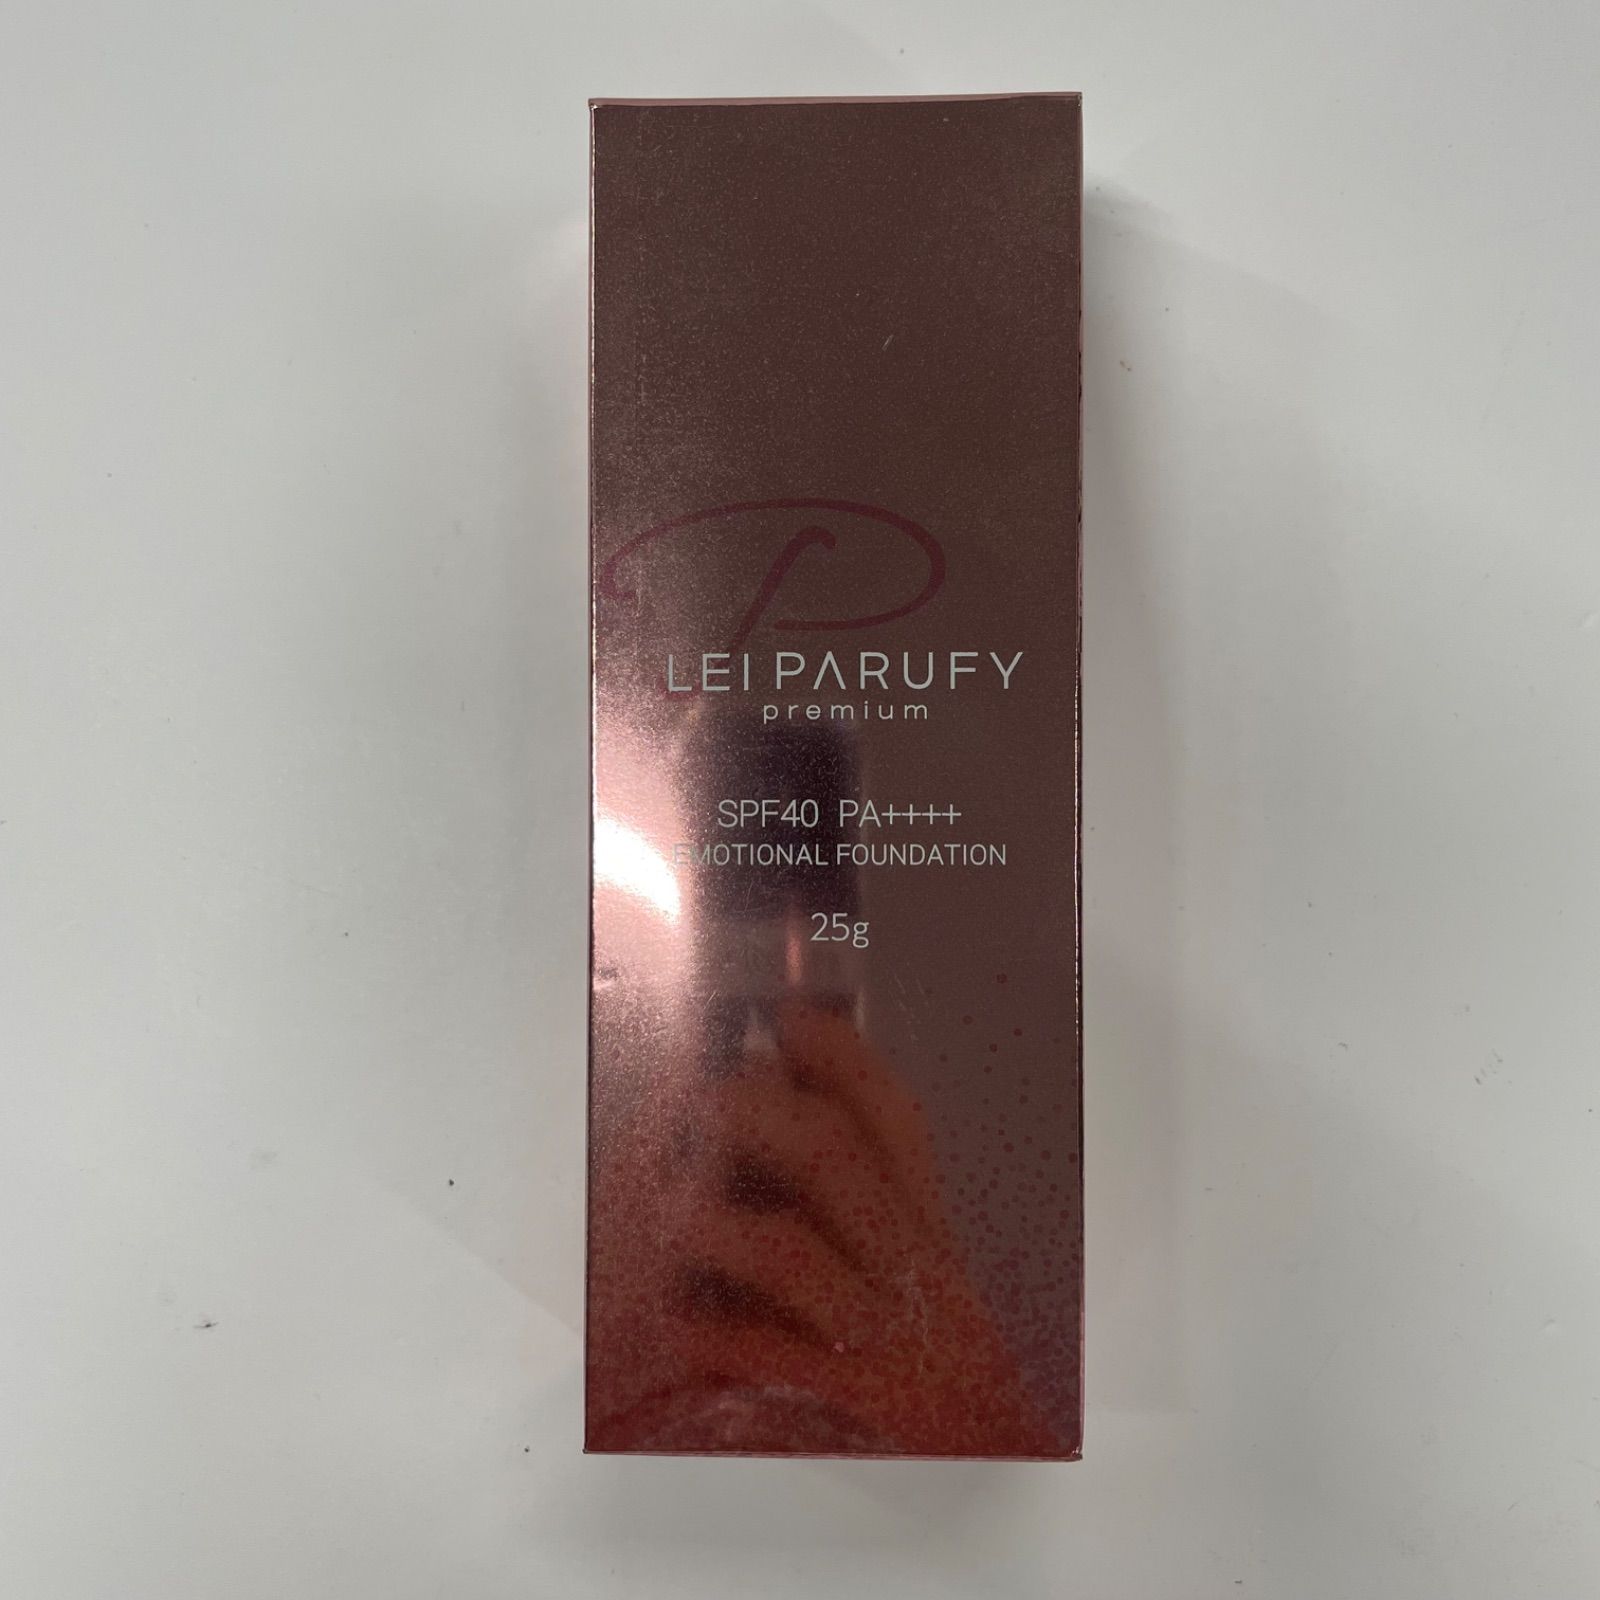 P
LEI PARUFY
premium
SPF40 PA++++
EMOTIONAL FOUNDATION
25g